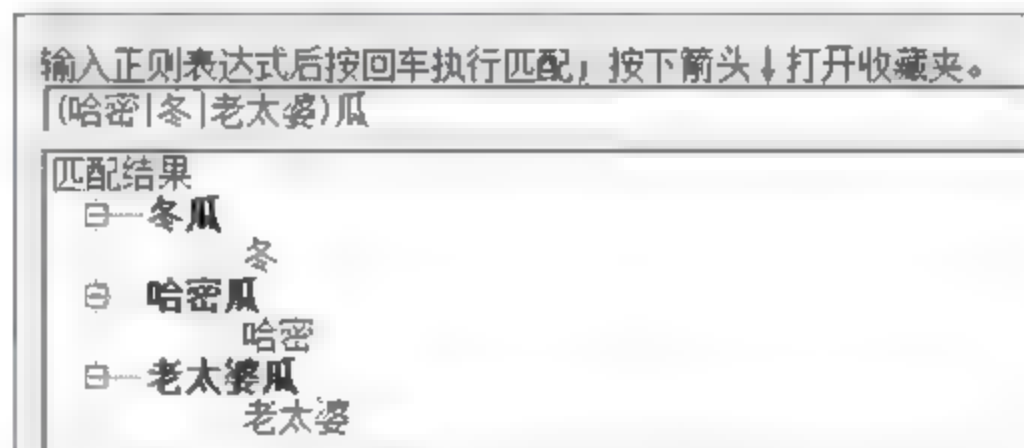 输入正则表达式后按回车执行匹配，按下箭头↓打开收藏夹。
(哈密|冬|老太婆)瓜
匹配结果
冬瓜
冬
哈密瓜
哈密
老太婆瓜
老太婆